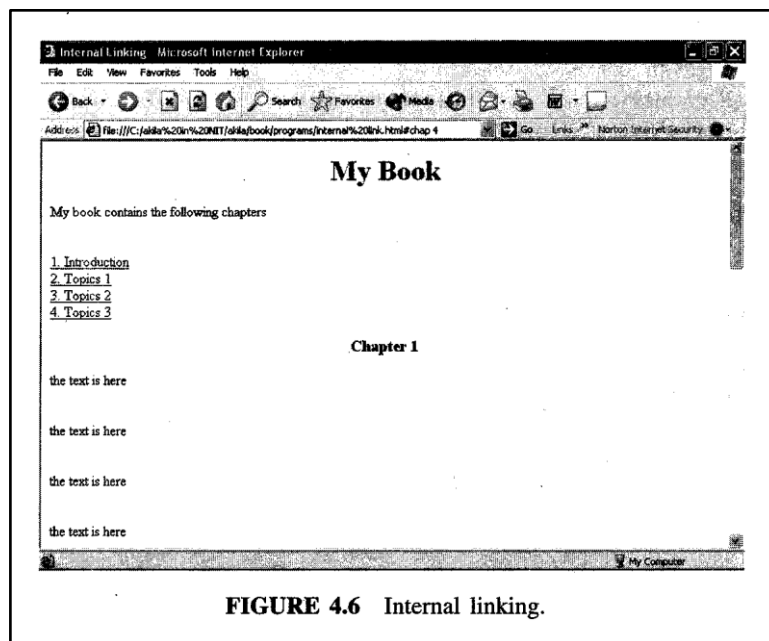 Internal Linking - Microsoft Internet Explorer
File Edit View Favorites Tools Help
Back Search Favorites Media
Address File:///C:/akila%20in%20NIT/akila/book/programs/internal%20link.html#chap 4 Go Links » Norton Internet Security
My Book
My book contains the following chapters
1. Introduction
2. Topics 1
3. Topics 2
4. Topics 3
Chapter 1
the text is here
the text is here
the text is here
the text is here
My Computer
FIGURE 4.6 Internal linking.